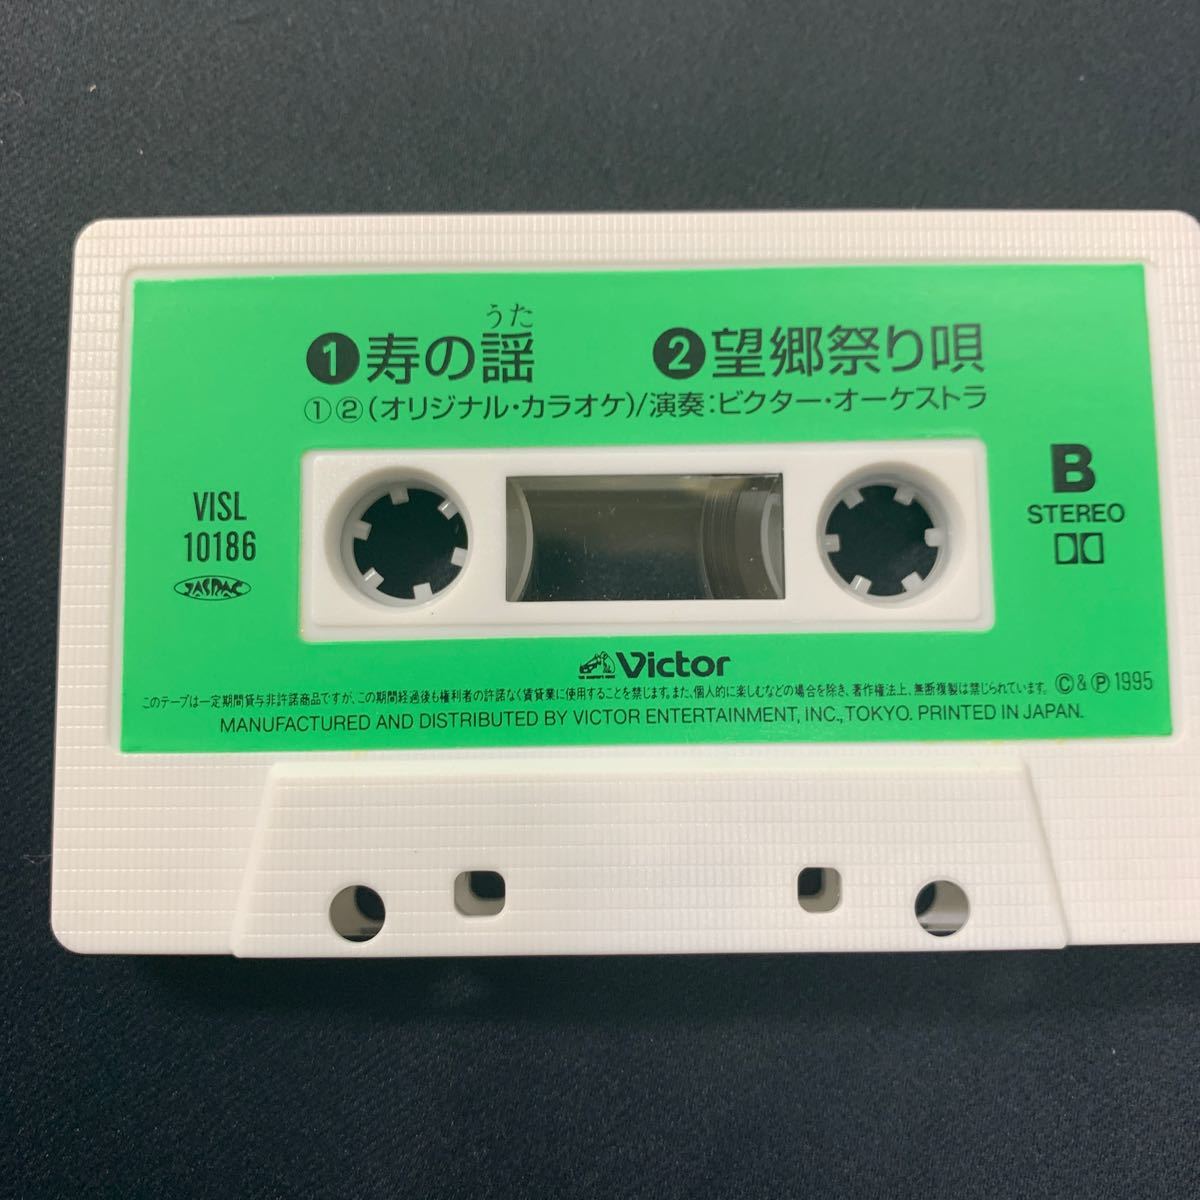 うた
❶寿の謡 ❷望郷祭り唄
①②(オリジナル・カラオケ)/演奏:ビクター・オーケストラ
B
STEREO
VISL
10186
JASRAC
Victor
このテープは一定期間貸与非許諾商品ですが、この期間経過後も権利者の許諾なく賃貸業に使用することを禁じます。また、個人的に楽しむなどの場合を除き、著作権法上、無断複製は禁じられています。 Ⓒ&Ⓟ1995
MANUFACTURED AND DISTRIBUTED BY VICTOR ENTERTAINMENT, INC., TOKYO. PRINTED IN JAPAN.